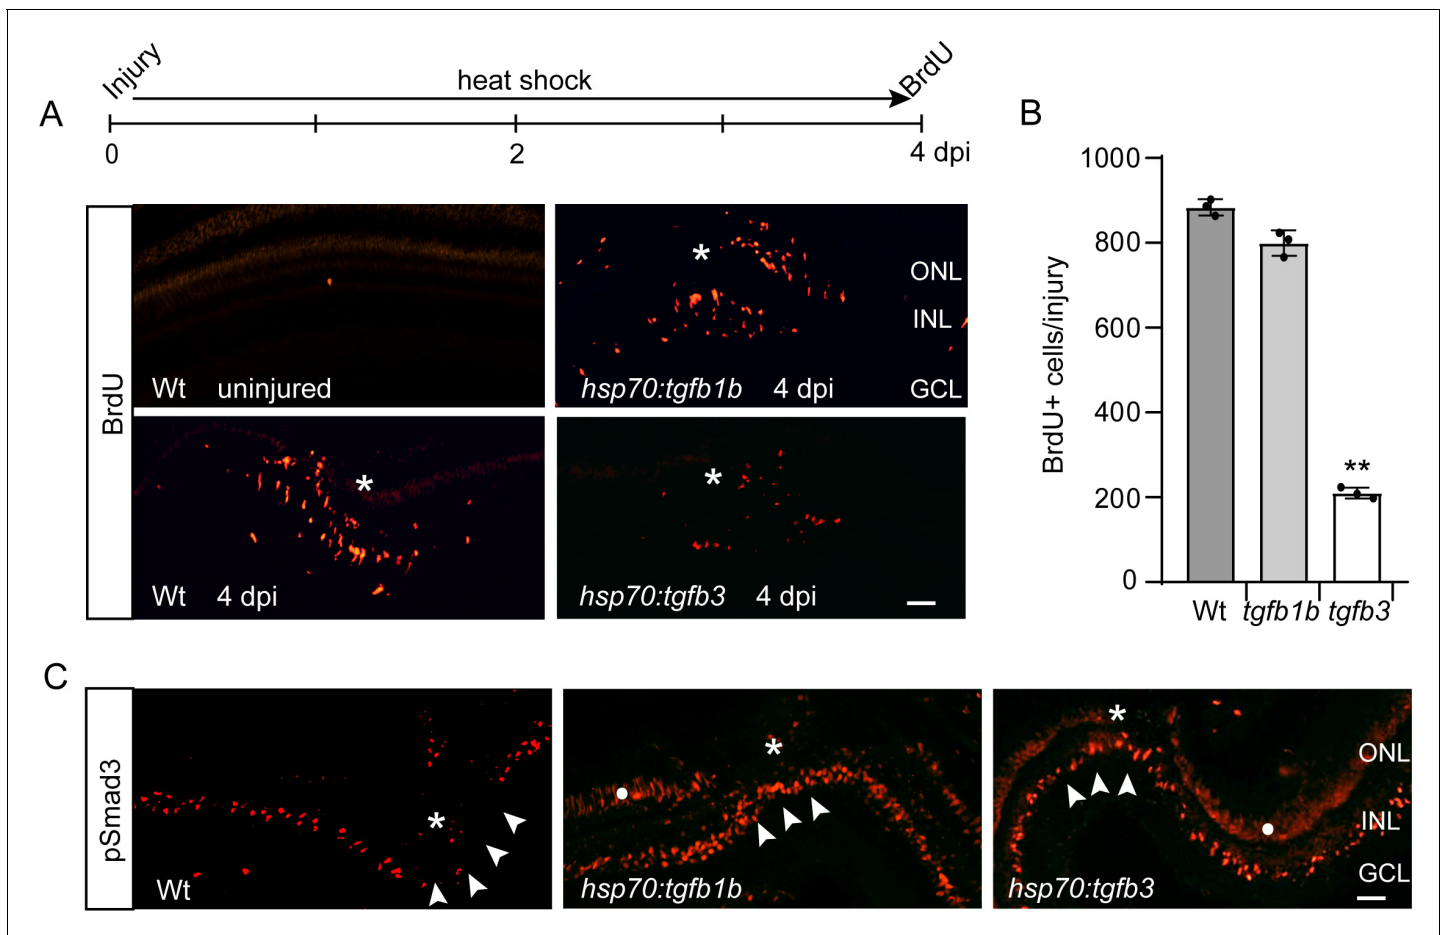 Injury
heat shock
BrdU
A
0
2
4 dpi
BrdU
Wt uninjured
*
ONL
INL
hsp70:tgfb1b 4 dpi
GCL
*
Wt 4 dpi
*
hsp70:tgfb3 4 dpi
B
BrdU+ cells/injury
1000
800
600
400
200
0
**
Wt tgfb1b tgfb3
C
pSmad3
*
Wt
*
hsp70:tgfb1b
*
ONL
INL
GCL
hsp70:tgfb3